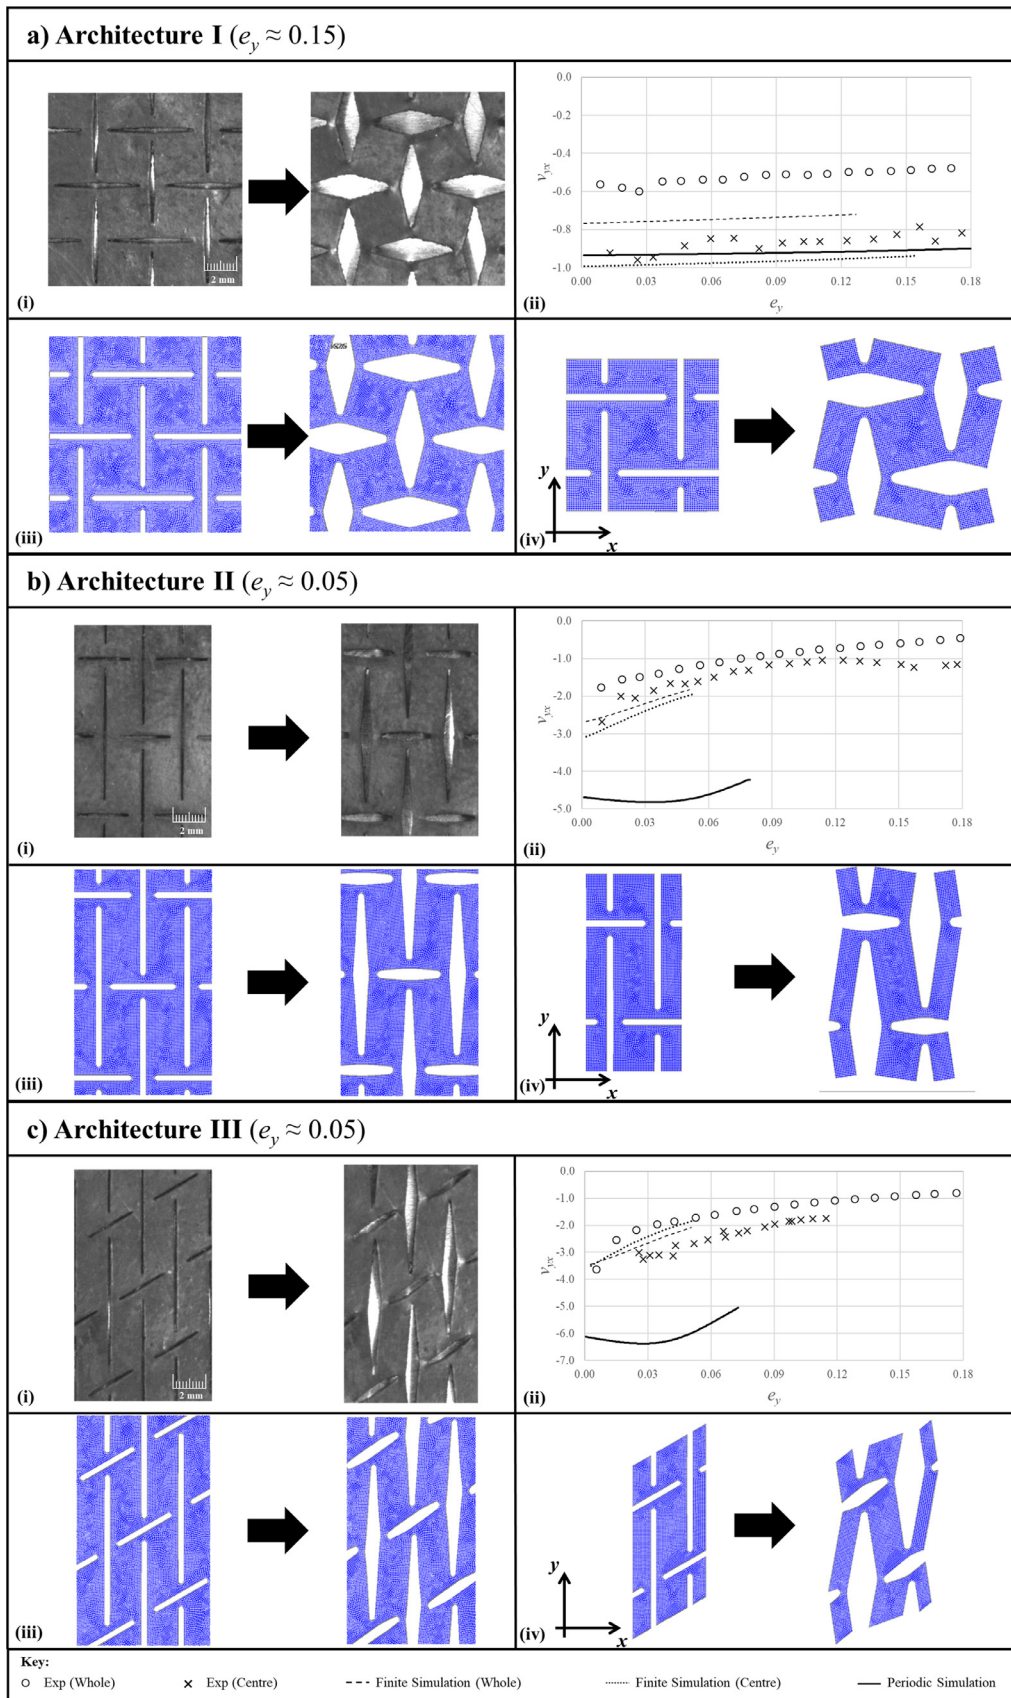 a) Architecture I (ey ≈ 0.15)
2 mm
(i)
0.0
-0.2
-0.4
-0.6
-0.8
-1.0
νyx
0.00 0.03 0.06 0.09 0.12 0.15 0.18
ey
(ii)
(iii)
y
x
(iv)
b) Architecture II (ey ≈ 0.05)
2 mm
(i)
0.0
-1.0
-2.0
-3.0
-4.0
-5.0
νyx
0.00 0.03 0.06 0.09 0.12 0.15 0.18
ey
(ii)
(iii)
y
x
(iv)
c) Architecture III (ey ≈ 0.05)
2 mm
(i)
0.0
-1.0
-2.0
-3.0
-4.0
-5.0
-6.0
-7.0
νyx
0.00 0.03 0.06 0.09 0.12 0.15 0.18
ey
(ii)
(iii)
y
x
(iv)
Key:
Exp (Whole) Exp (Centre) Finite Simulation (Whole) Finite Simulation (Centre) Periodic Simulation